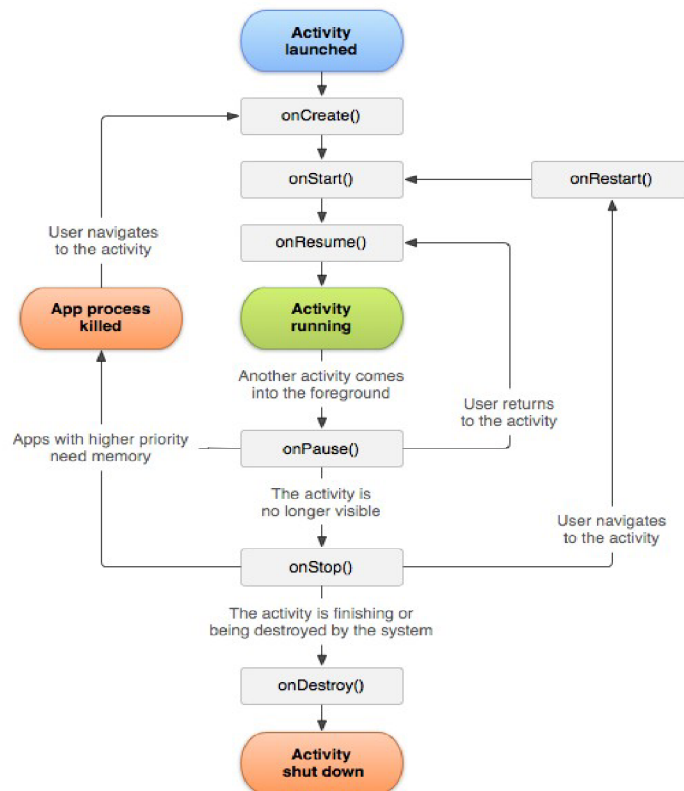 Activity
launched
onCreate()
onStart()
onRestart()
User navigates
to the activity
onResume()
App process
killed
Activity
running
Another activity comes
into the foreground
User returns
to the activity
Apps with higher priority
need memory
onPause()
The activity is
no longer visible
User navigates
to the activity
onStop()
The activity is finishing or
being destroyed by the system
onDestroy()
Activity
shut down